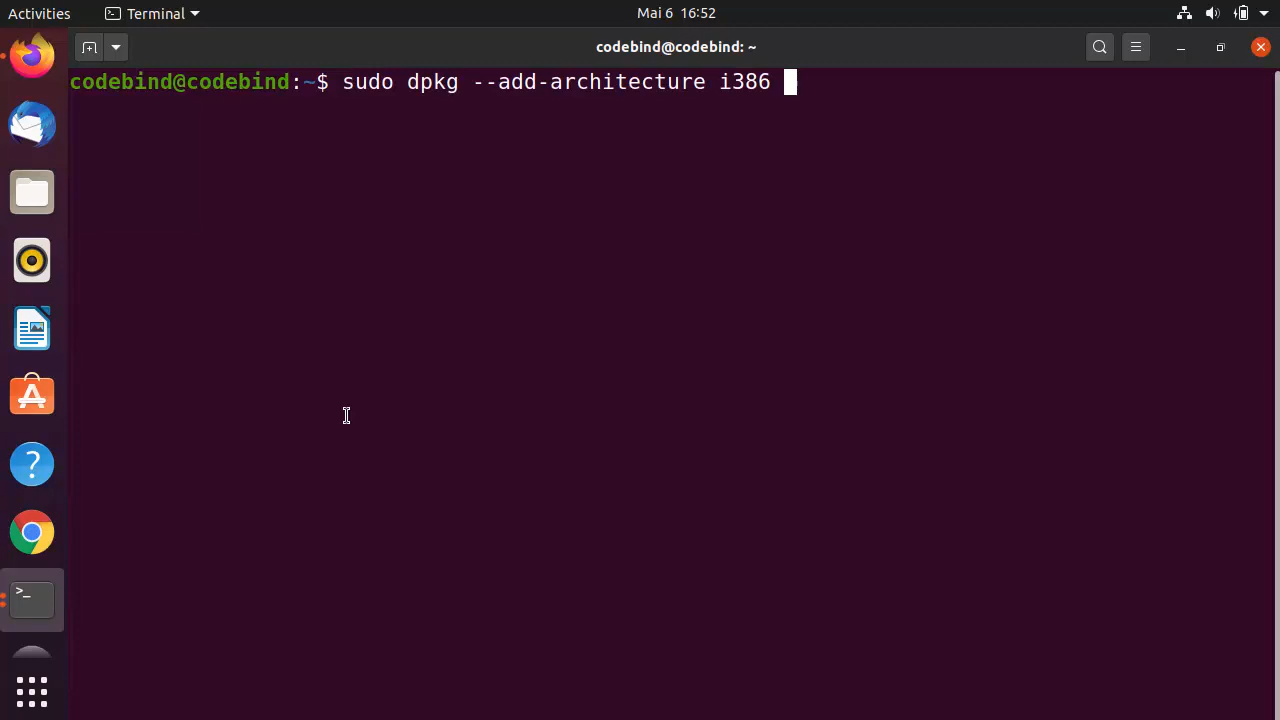 Activities
Terminal
Mai 6 16:52
codebind@codebind: ~
codebind@codebind:~$ sudo dpkg --add-architecture i386